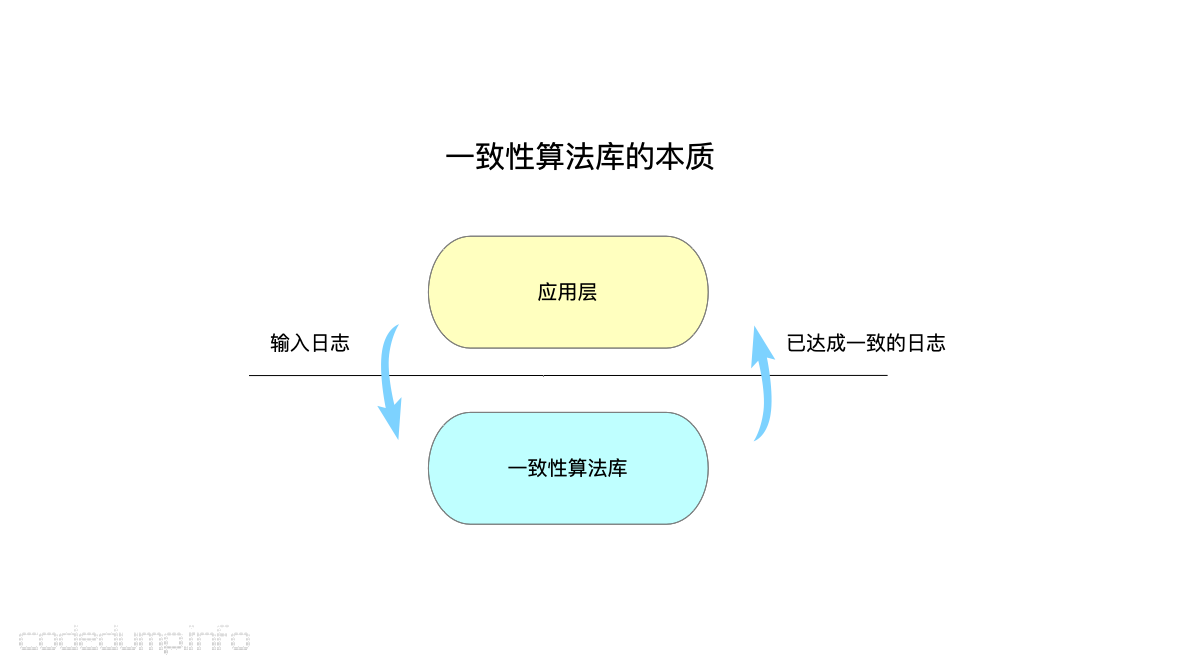 一致性算法库的本质
应用层
输入日志
已达成一致的日志
一致性算法库
codedump.info